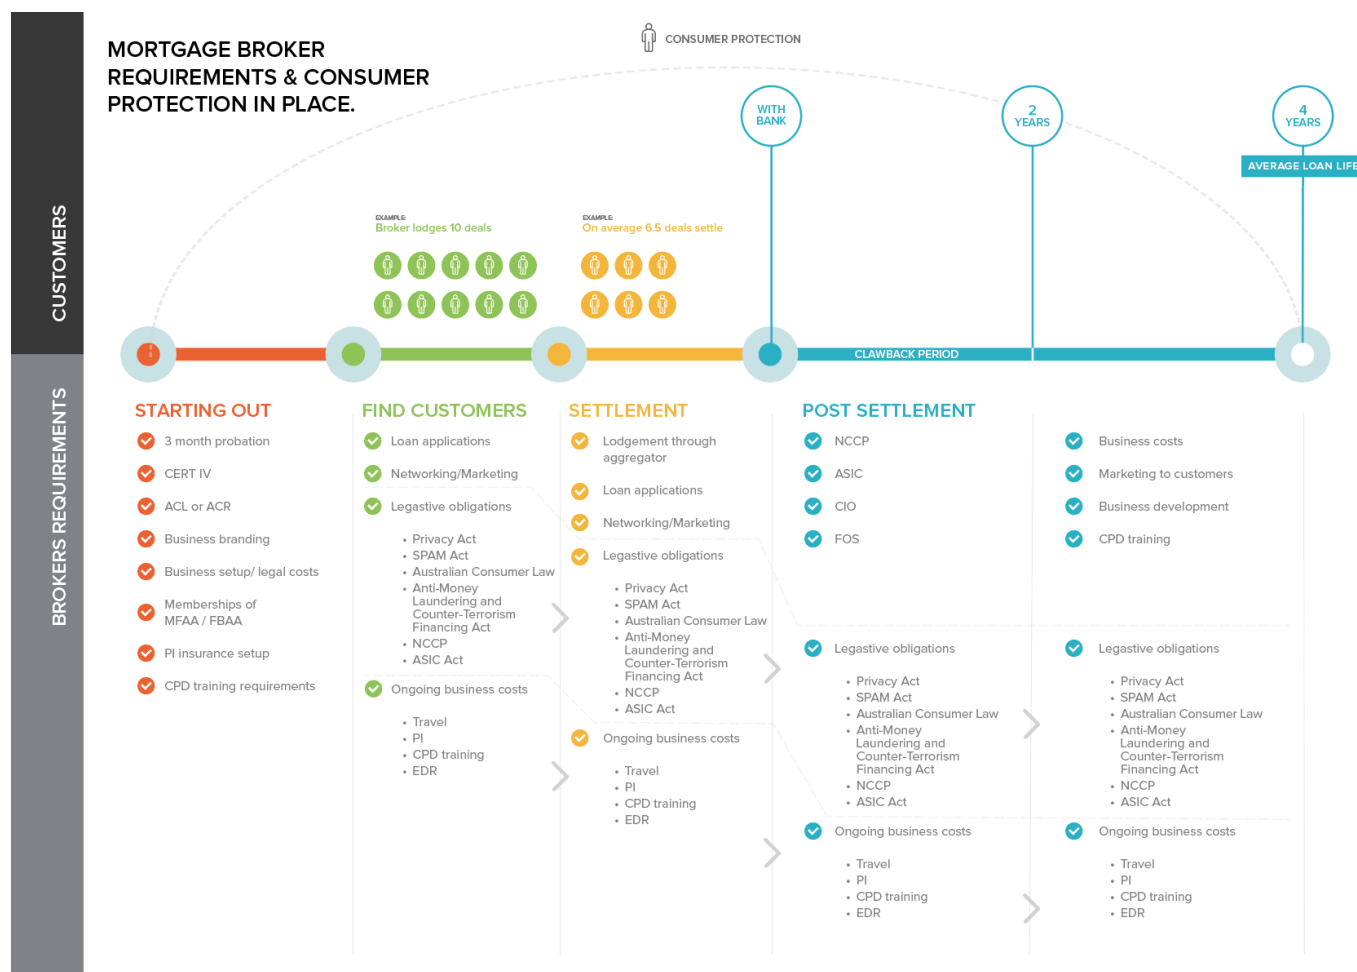 MORTGAGE BROKER
REQUIREMENTS & CONSUMER
PROTECTION IN PLACE.
CONSUMER PROTECTION
WITH
BANK
2
YEARS
4
YEARS
AVERAGE LOAN LIFE
CUSTOMERS
EXAMPLE:
Broker lodges 10 deals
EXAMPLE:
On average 6.5 deals settle
CLAWBACK PERIOD
BROKERS REQUIREMENTS
STARTING OUT
3 month probation
CERT IV
ACL or ACR
Business branding
Business setup/ legal costs
Memberships of
MFAA / FBAA
PI insurance setup
CPD training requirements
FIND CUSTOMERS
Loan applications
Networking/Marketing
Legastive obligations
• Privacy Act
• SPAM Act
• Australian Consumer Law
• Anti-Money
Laundering and
Counter-Terrorism
Financing Act
• NCCP
• ASIC Act
Ongoing business costs
• Travel
• PI
• CPD training
• EDR
SETTLEMENT
Lodgement through
aggregator
Loan applications
Networking/Marketing
Legastive obligations
• Privacy Act
• SPAM Act
• Australian Consumer Law
• Anti-Money
Laundering and
Counter-Terrorism
Financing Act
• NCCP
• ASIC Act
Ongoing business costs
• Travel
• PI
• CPD training
• EDR
POST SETTLEMENT
NCCP
ASIC
CIO
FOS
Legastive obligations
• Privacy Act
• SPAM Act
• Australian Consumer Law
• Anti-Money
Laundering and
Counter-Terrorism
Financing Act
• NCCP
• ASIC Act
Ongoing business costs
• Travel
• PI
• CPD training
• EDR
Business costs
Marketing to customers
Business development
CPD training
Legastive obligations
• Privacy Act
• SPAM Act
• Australian Consumer Law
• Anti-Money
Laundering and
Counter-Terrorism
Financing Act
• NCCP
• ASIC Act
Ongoing business costs
• Travel
• PI
• CPD training
• EDR